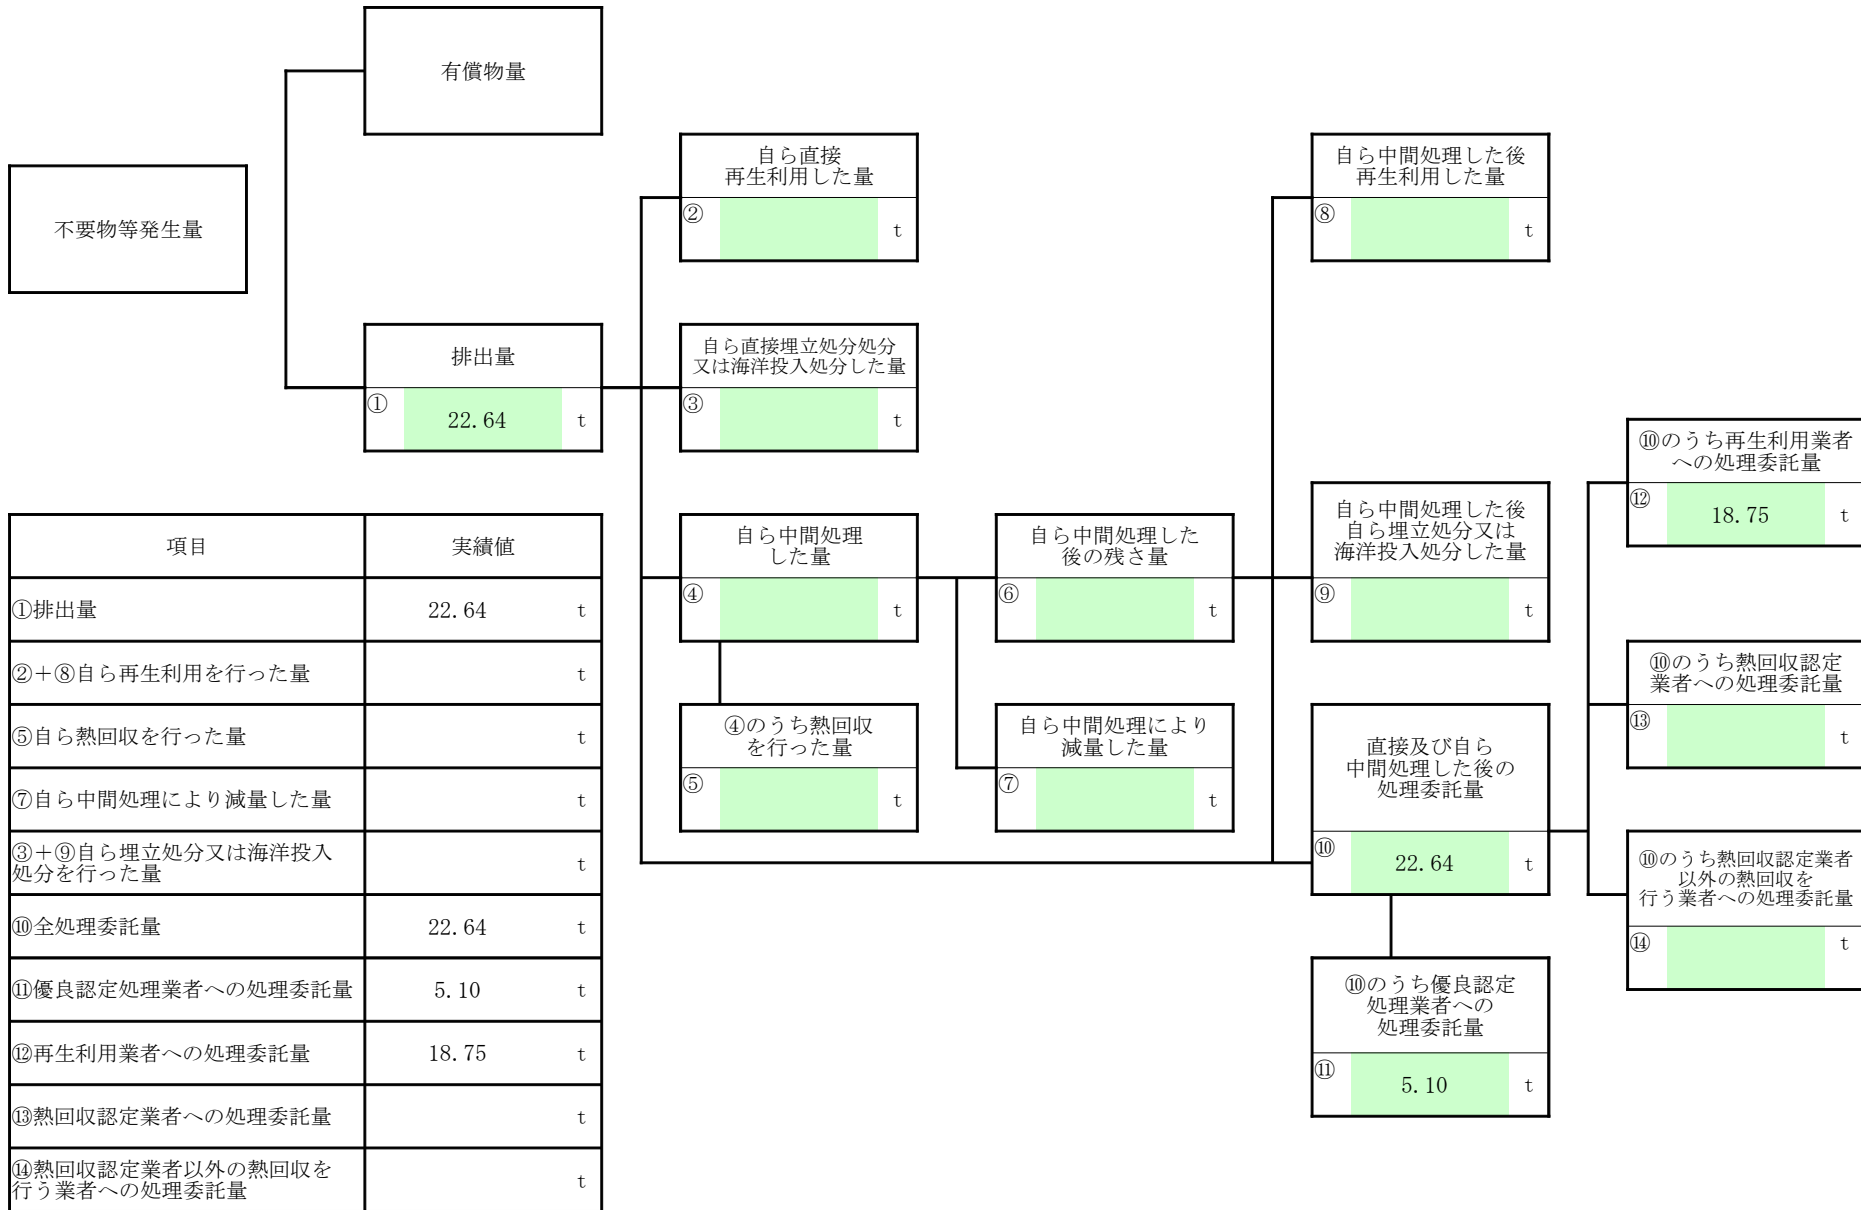 有償物量
不要物等発生量
排出量
① 22.64 t
自ら直接
再生利用した量
② t
自ら直接埋立処分処分
又は海洋投入処分した量
③ t
自ら中間処理
した量
④ t
④のうち熱回収
を行った量
⑤ t
自ら中間処理した
後の残さ量
⑥ t
自ら中間処理により
減量した量
⑦ t
自ら中間処理した後
再生利用した量
⑧ t
自ら中間処理した後
自ら埋立処分又は
海洋投入処分した量
⑨ t
直接及び自ら
中間処理した後の
処理委託量
⑩ 22.64 t
⑩のうち優良認定
処理業者への
処理委託量
⑪ 5.10 t
⑩のうち再生利用業者
への処理委託量
⑫ 18.75 t
⑩のうち熱回収認定
業者への処理委託量
⑬ t
⑩のうち熱回収認定業者
以外の熱回収を
行う業者への処理委託量
⑭ t
項目 実績値
①排出量 22.64 t
②＋⑧自ら再生利用を行った量 t
⑤自ら熱回収を行った量 t
⑦自ら中間処理により減量した量 t
③＋⑨自ら埋立処分又は海洋投入
処分を行った量 t
⑩全処理委託量 22.64 t
⑪優良認定処理業者への処理委託量 5.10 t
⑫再生利用業者への処理委託量 18.75 t
⑬熱回収認定業者への処理委託量 t
⑭熱回収認定業者以外の熱回収を
行う業者への処理委託量 t